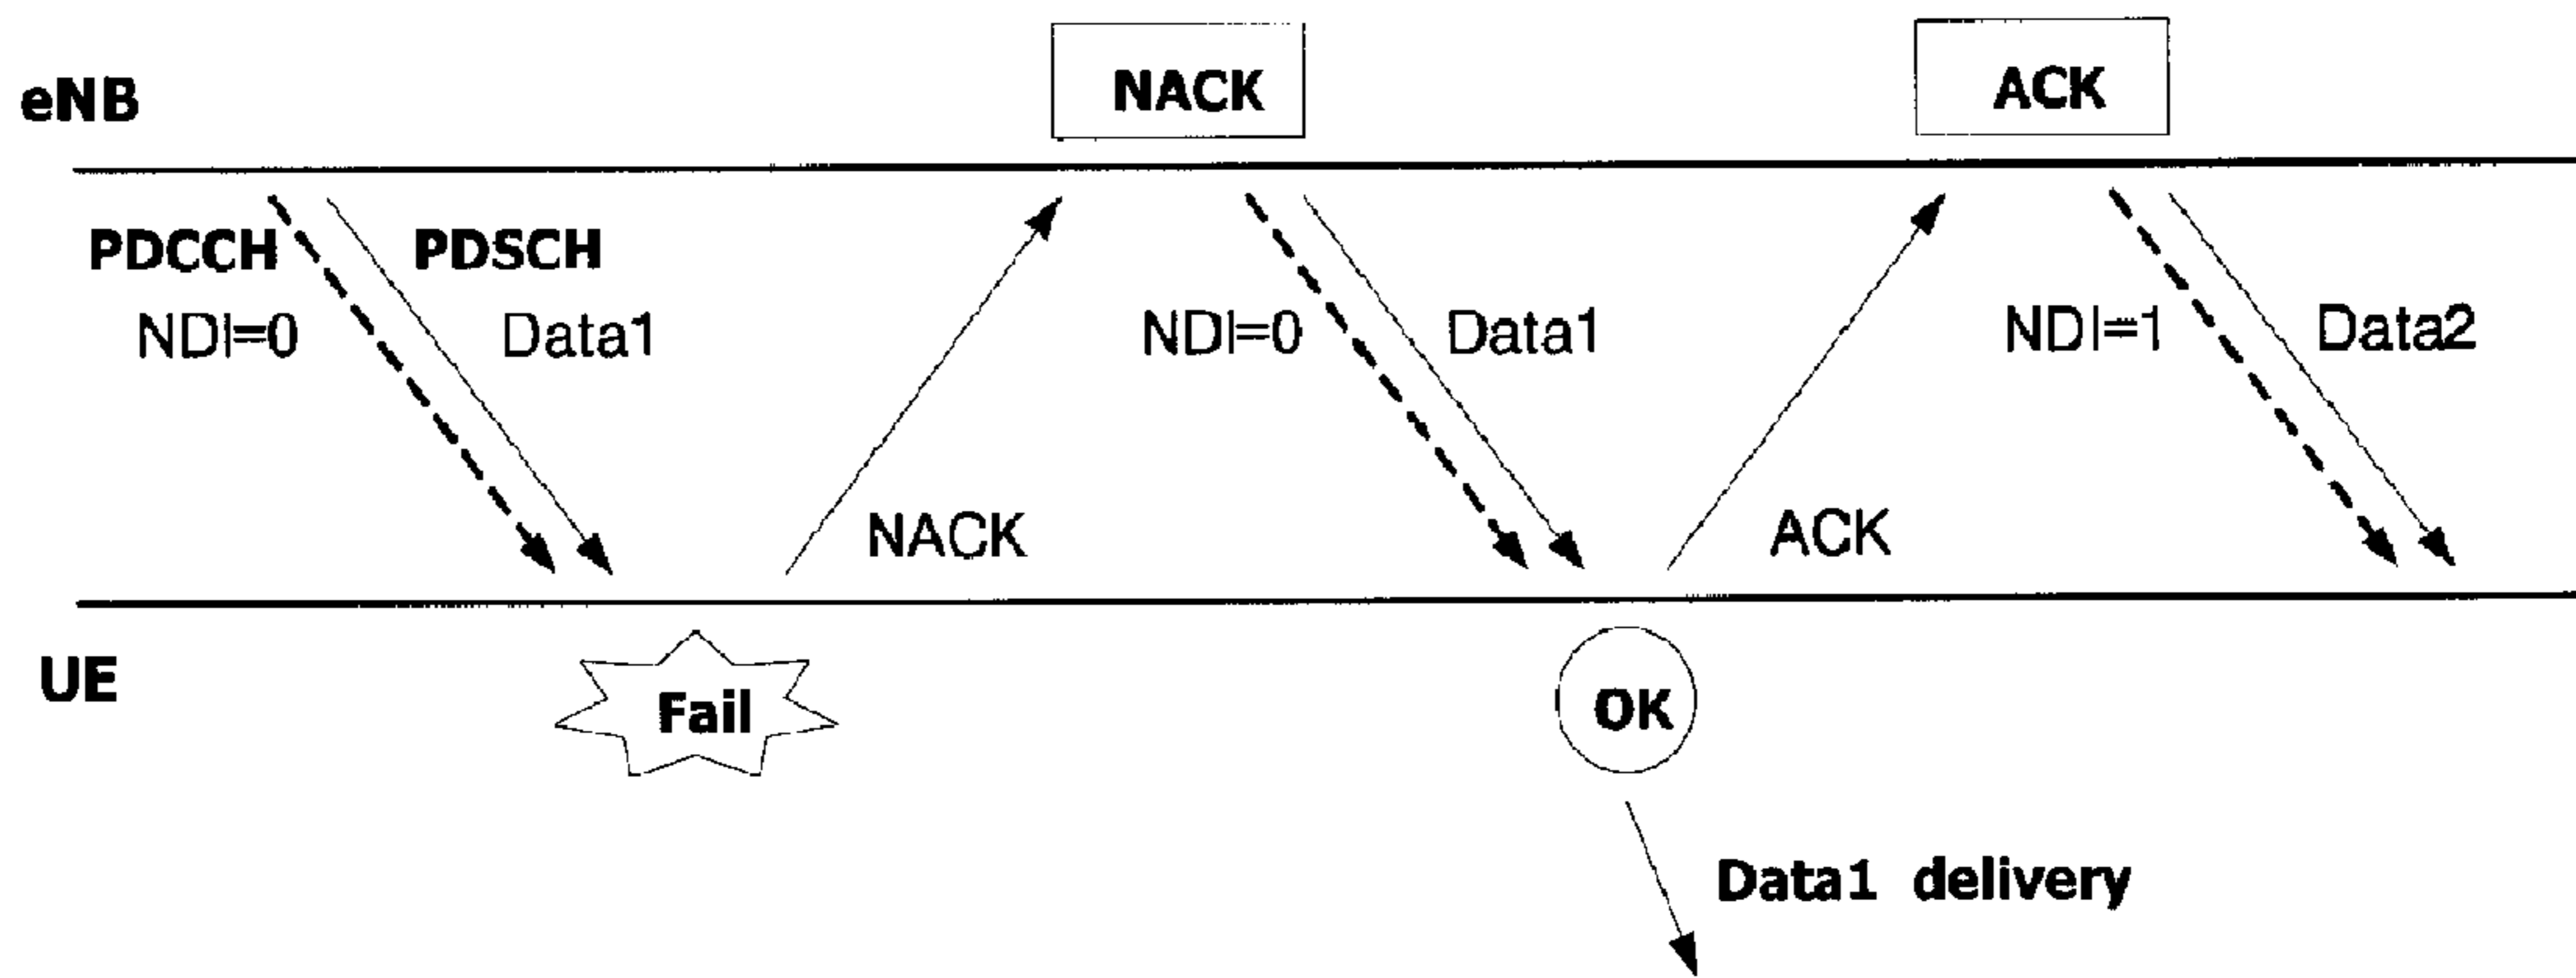 NACK
ACK
eNB
PDCCH
PDSCH
NDI=0
Data1
NDI=0
Data1
NDI=1
Data2
NACK
ACK
UE
Fail
OK
Data1 delivery